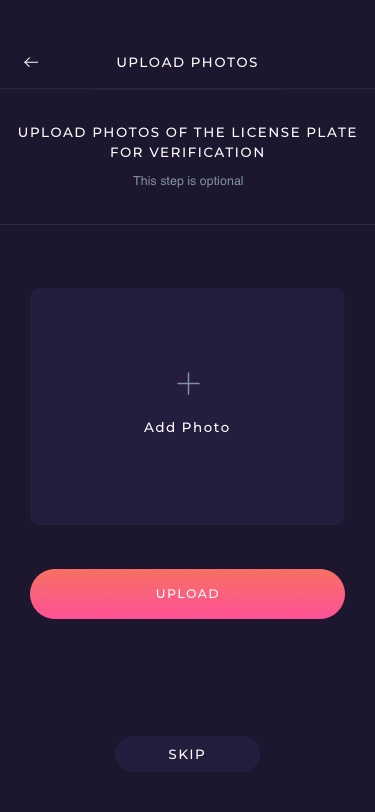 UPLOAD PHOTOS
UPLOAD PHOTOS OF THE LICENSE PLATE
FOR VERIFICATION
This step is optional
Add Photo
UPLOAD
SKIP